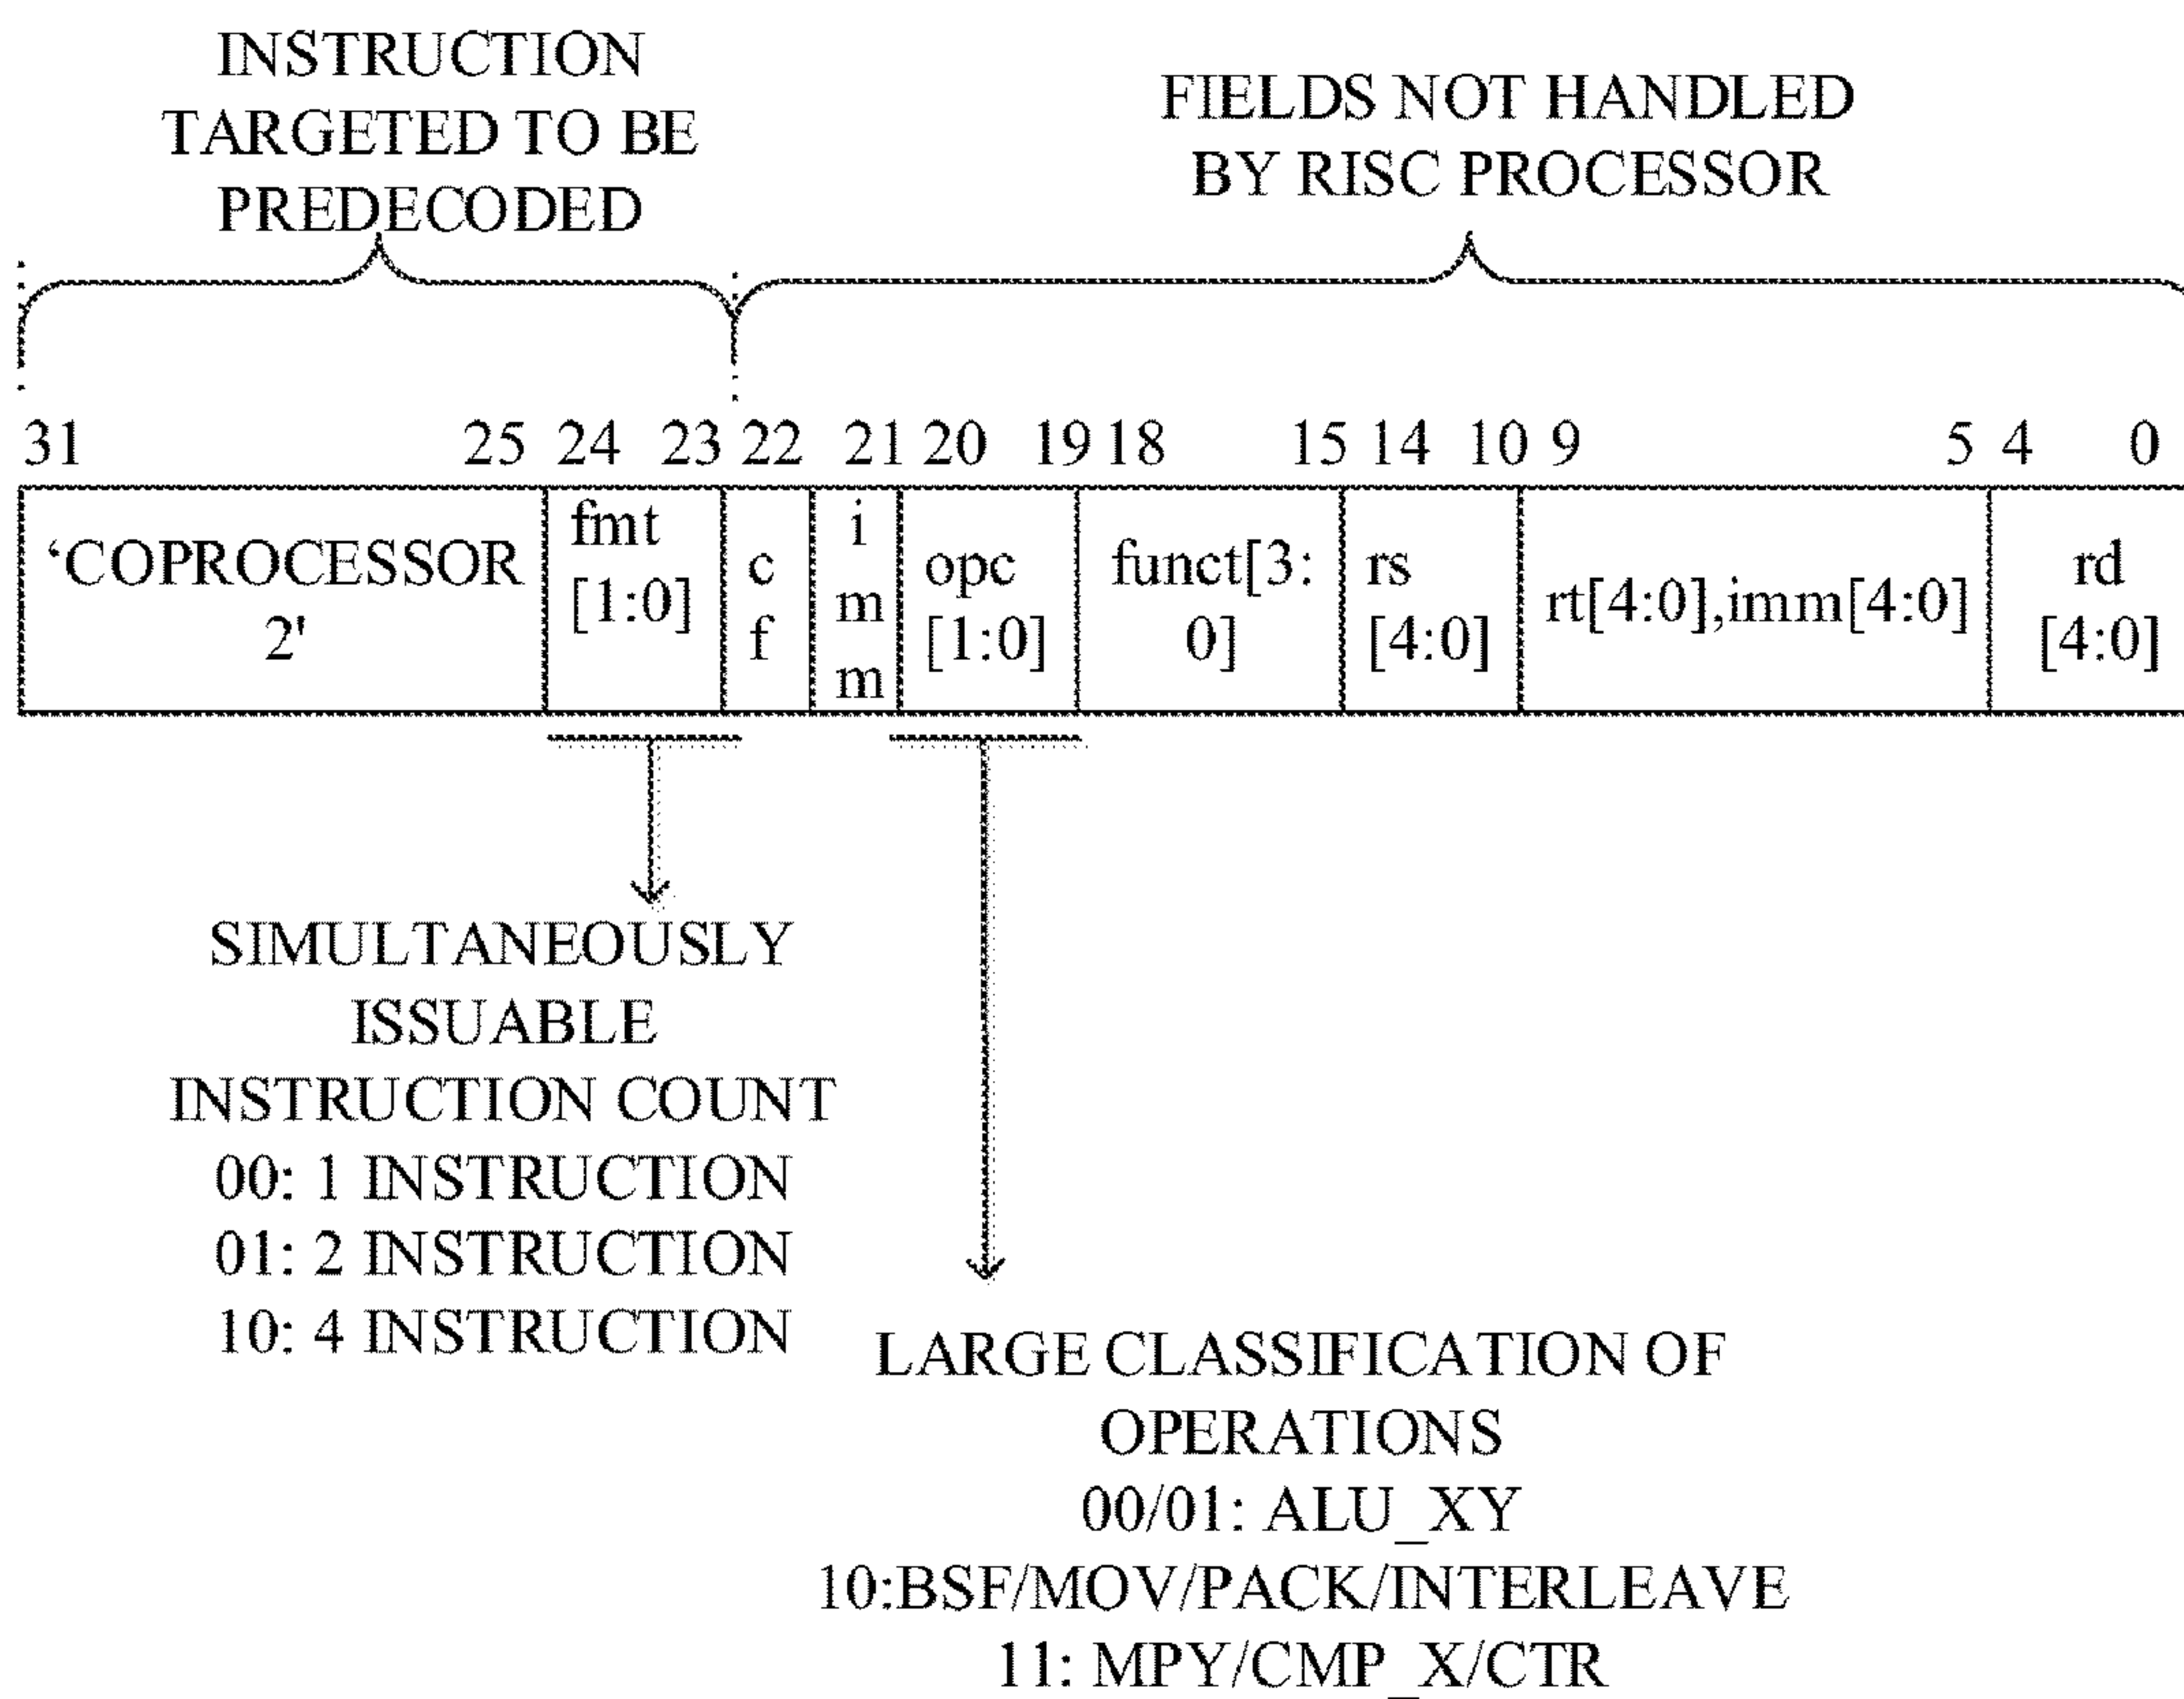 INSTRUCTION
TARGETED TO BE
PREDECODED
FIELDS NOT HANDLED
BY RISC PROCESSOR
31 25 24 23 22 21 20 19 18 15 14 10 9 5 4 0
‘COPROCESSOR
2'
fmt
[1:0]
c
f
i
m
m
opc
[1:0]
funct[3:
0]
rs
[4:0]
rt[4:0],imm[4:0]
rd
[4:0]
SIMULTANEOUSLY
ISSUABLE
INSTRUCTION COUNT
00: 1 INSTRUCTION
01: 2 INSTRUCTION
10: 4 INSTRUCTION
LARGE CLASSIFICATION OF
OPERATIONS
00/01: ALU_XY
10:BSF/MOV/PACK/INTERLEAVE
11: MPY/CMP_X/CTR